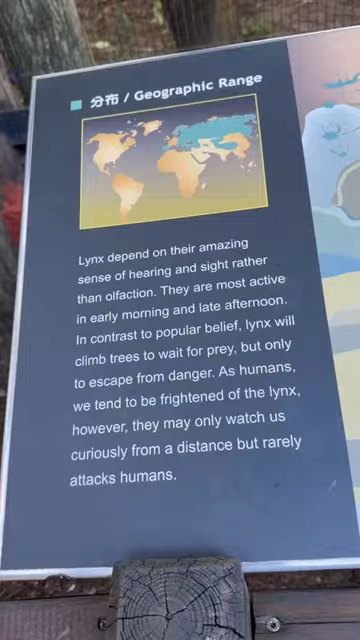 分布 / Geographic Range
Lynx depend on their amazing
sense of hearing and sight rather
than olfaction. They are most active
in early morning and late afternoon.
In contrast to popular belief, lynx will
climb trees to wait for prey, but only
to escape from danger. As humans,
we tend to be frightened of the lynx,
however, they may only watch us
curiously from a distance but rarely
attacks humans.